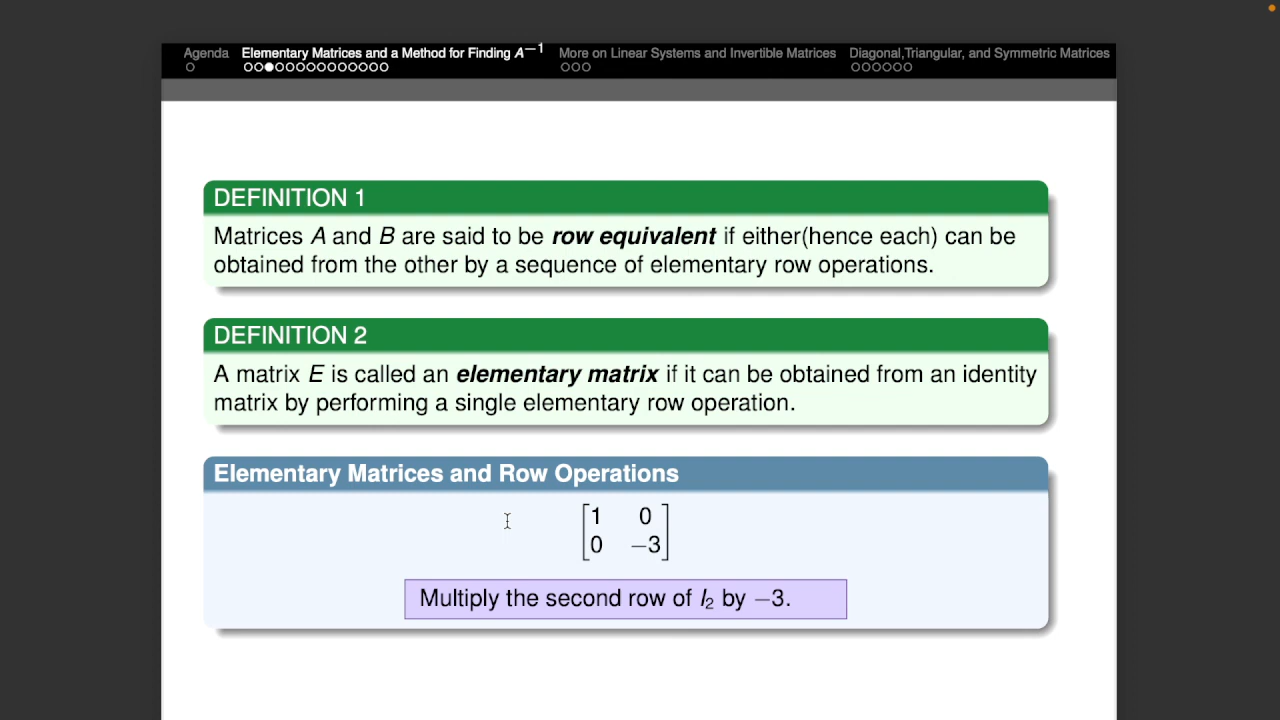 Agenda
Elementary Matrices and a Method for Finding A⁻¹
More on Linear Systems and Invertible Matrices
Diagonal,Triangular, and Symmetric Matrices
DEFINITION 1
Matrices A and B are said to be row equivalent if either(hence each) can be
obtained from the other by a sequence of elementary row operations.
DEFINITION 2
A matrix E is called an elementary matrix if it can be obtained from an identity
matrix by performing a single elementary row operation.
Elementary Matrices and Row Operations
1 0
0 −3
Multiply the second row of I₂ by −3.